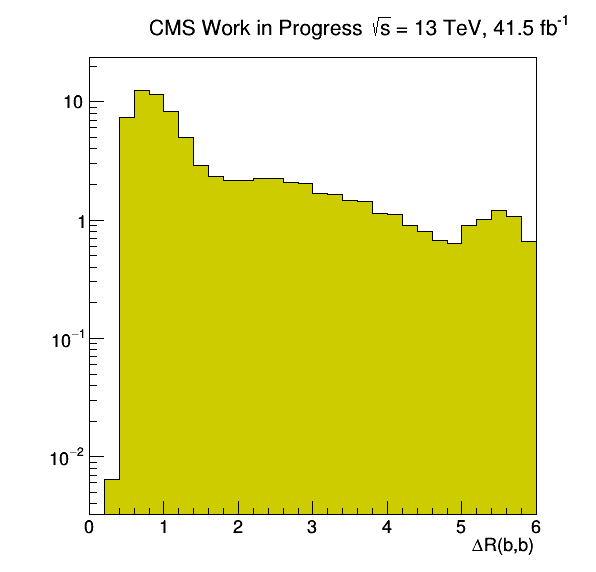 CMS Work in Progress √s = 13 TeV, 41.5 fb⁻¹
10
1
10⁻¹
10⁻²
0 1 2 3 4 5 6
ΔR(b,b)